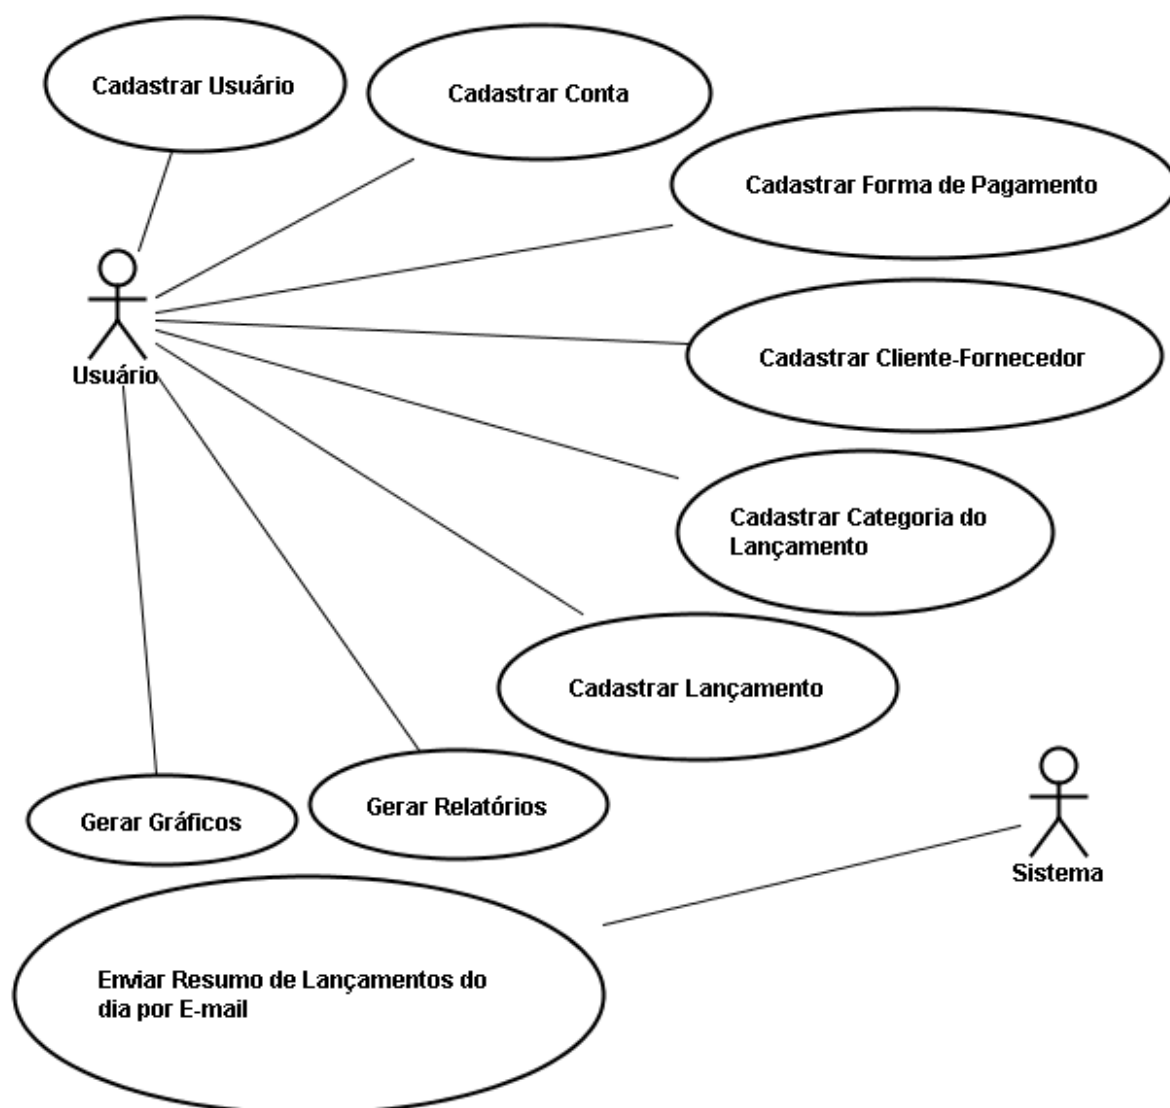 Cadastrar Usuário
Cadastrar Conta
Cadastrar Forma de Pagamento
Usuário
Cadastrar Cliente-Fornecedor
Cadastrar Categoria do
Lançamento
Cadastrar Lançamento
Gerar Gráficos
Gerar Relatórios
Sistema
Enviar Resumo de Lançamentos do
dia por E-mail